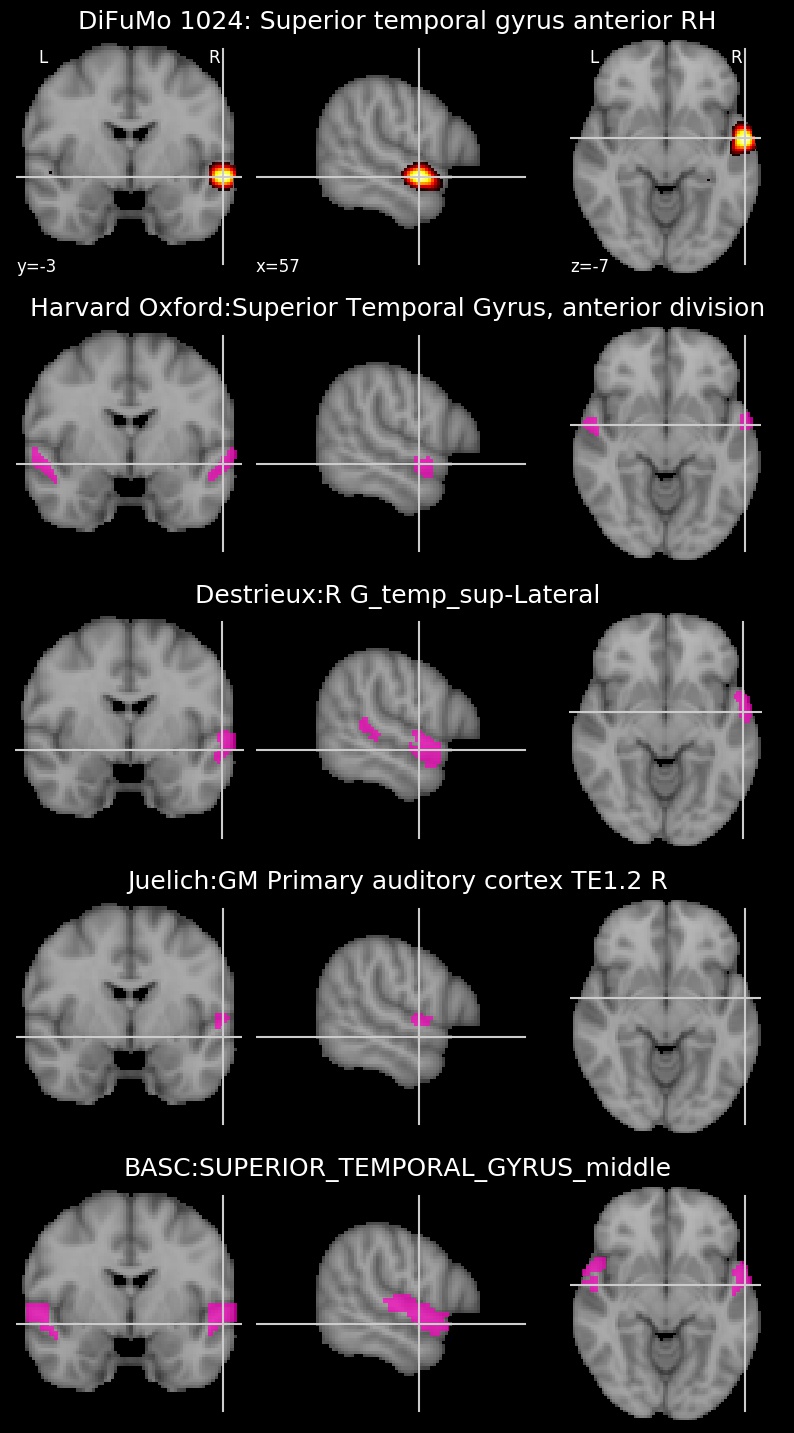 DiFuMo 1024: Superior temporal gyrus anterior RH
L R L R
y=-3 x=57 z=-7
Harvard Oxford:Superior Temporal Gyrus, anterior division
Destrieux:R G_temp_sup-Lateral
Juelich:GM Primary auditory cortex TE1.2 R
BASC:SUPERIOR_TEMPORAL_GYRUS_middle